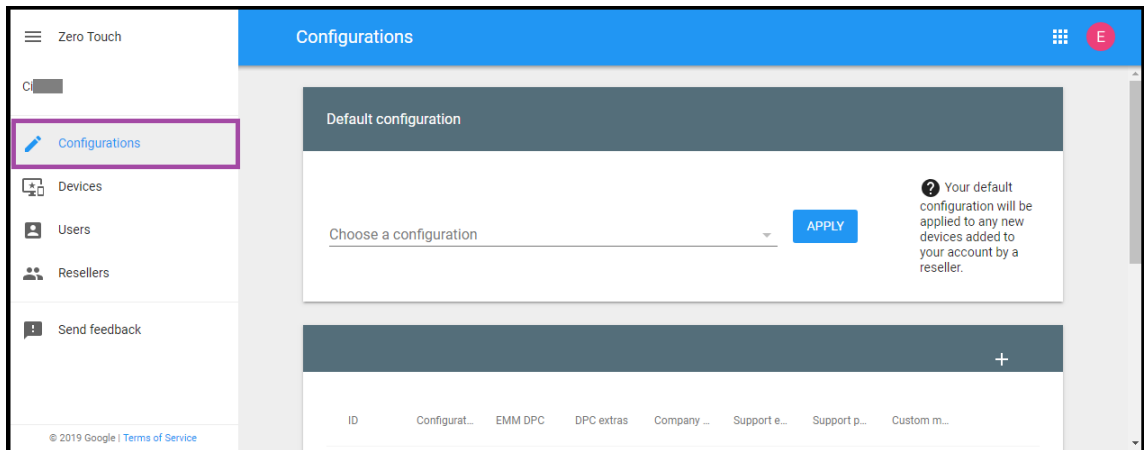 Zero Touch
Configurations
E
Ci
Configurations
Devices
Users
Resellers
Send feedback
© 2019 Google | Terms of Service
Default configuration
Choose a configuration
APPLY
? Your default
configuration will be
applied to any new
devices added to
your account by a
reseller.
+
ID Configurat... EMM DPC DPC extras Company ... Support e... Support p... Custom m...